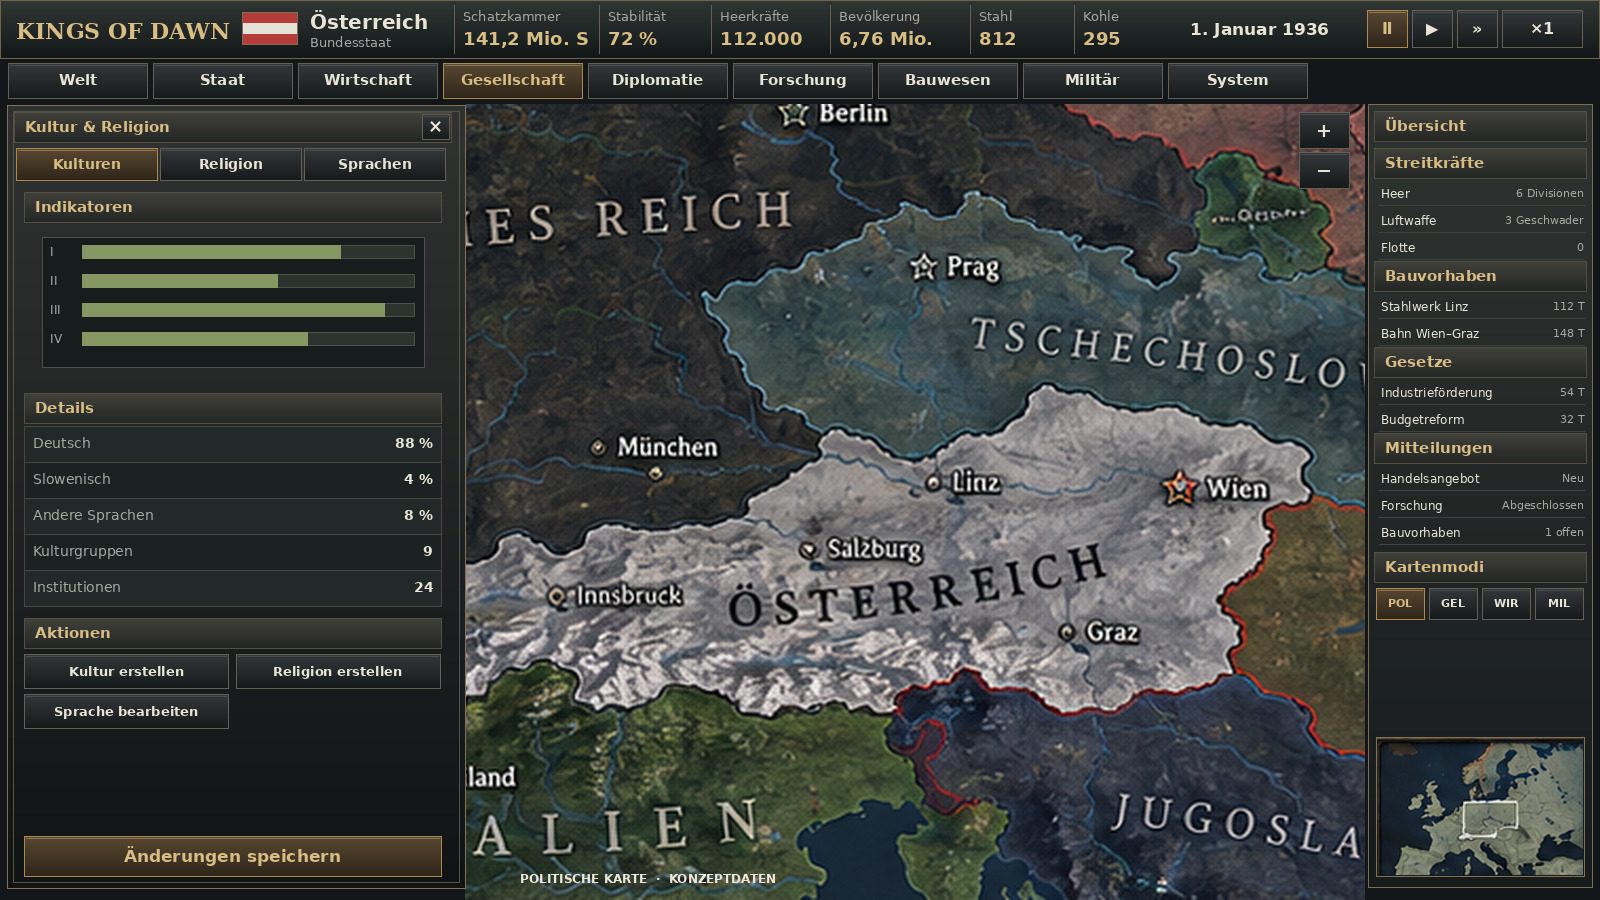 KINGS OF DAWN
Österreich
Bundesstaat
Schatzkammer
141,2 Mio. S
Stabilität
72 %
Heerkräfte
112.000
Bevölkerung
6,76 Mio.
Stahl
812
Kohle
295
1. Januar 1936
II
▶
»
×1
Welt
Staat
Wirtschaft
Gesellschaft
Diplomatie
Forschung
Bauwesen
Militär
System
Kultur & Religion
×
Kulturen
Religion
Sprachen
Indikatoren
I
II
III
IV
Details
Deutsch 88 %
Slowenisch 4 %
Andere Sprachen 8 %
Kulturgruppen 9
Institutionen 24
Aktionen
Kultur erstellen
Religion erstellen
Sprache bearbeiten
Änderungen speichern
Berlin
+
−
IES REICH
Prag
TSCHECHOSLO
München
Linz
Wien
Salzburg
ÖSTERREICH
Innsbruck
Graz
land
ALIEN
JUGOSLA
POLITISCHE KARTE · KONZEPTDATEN
Übersicht
Streitkräfte
Heer 6 Divisionen
Luftwaffe 3 Geschwader
Flotte 0
Bauvorhaben
Stahlwerk Linz 112 T
Bahn Wien–Graz 148 T
Gesetze
Industrieförderung 54 T
Budgetreform 32 T
Mitteilungen
Handelsangebot Neu
Forschung Abgeschlossen
Bauvorhaben 1 offen
Kartenmodi
POL
GEL
WIR
MIL